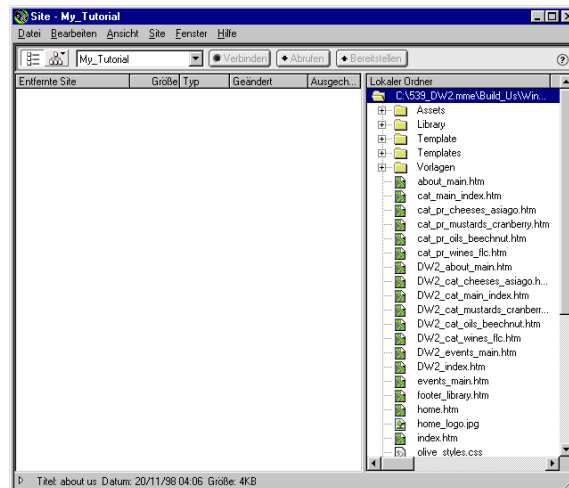 Site - My_Tutorial
Datei Bearbeiten Ansicht Site Fenster Hilfe
My_Tutorial Verbinden Abrufen Bereitstellen ?
Entfernte Site Größe Typ Geändert Ausgech...
Lokaler Ordner
C:\539_DW2.mme\Build_Us\Win...
Assets
Library
Template
Templates
Vorlagen
about_main.htm
cat_main_index.htm
cat_pr_cheeses_asiago.htm
cat_pr_mustards_cranberry.htm
cat_pr_oils_beechnut.htm
cat_pr_wines_flc.htm
DW2_about_main.htm
DW2_cat_cheeses_asiago.h...
DW2_cat_main_index.htm
DW2_cat_mustards_cranberr...
DW2_cat_oils_beechnut.htm
DW2_cat_wines_flc.htm
DW2_events_main.htm
DW2_index.htm
events_main.htm
footer_library.htm
home.htm
home_logo.jpg
index.htm
olive_styles.css
Titel: about us Datum: 20/11/98 04:06 Größe: 4KB